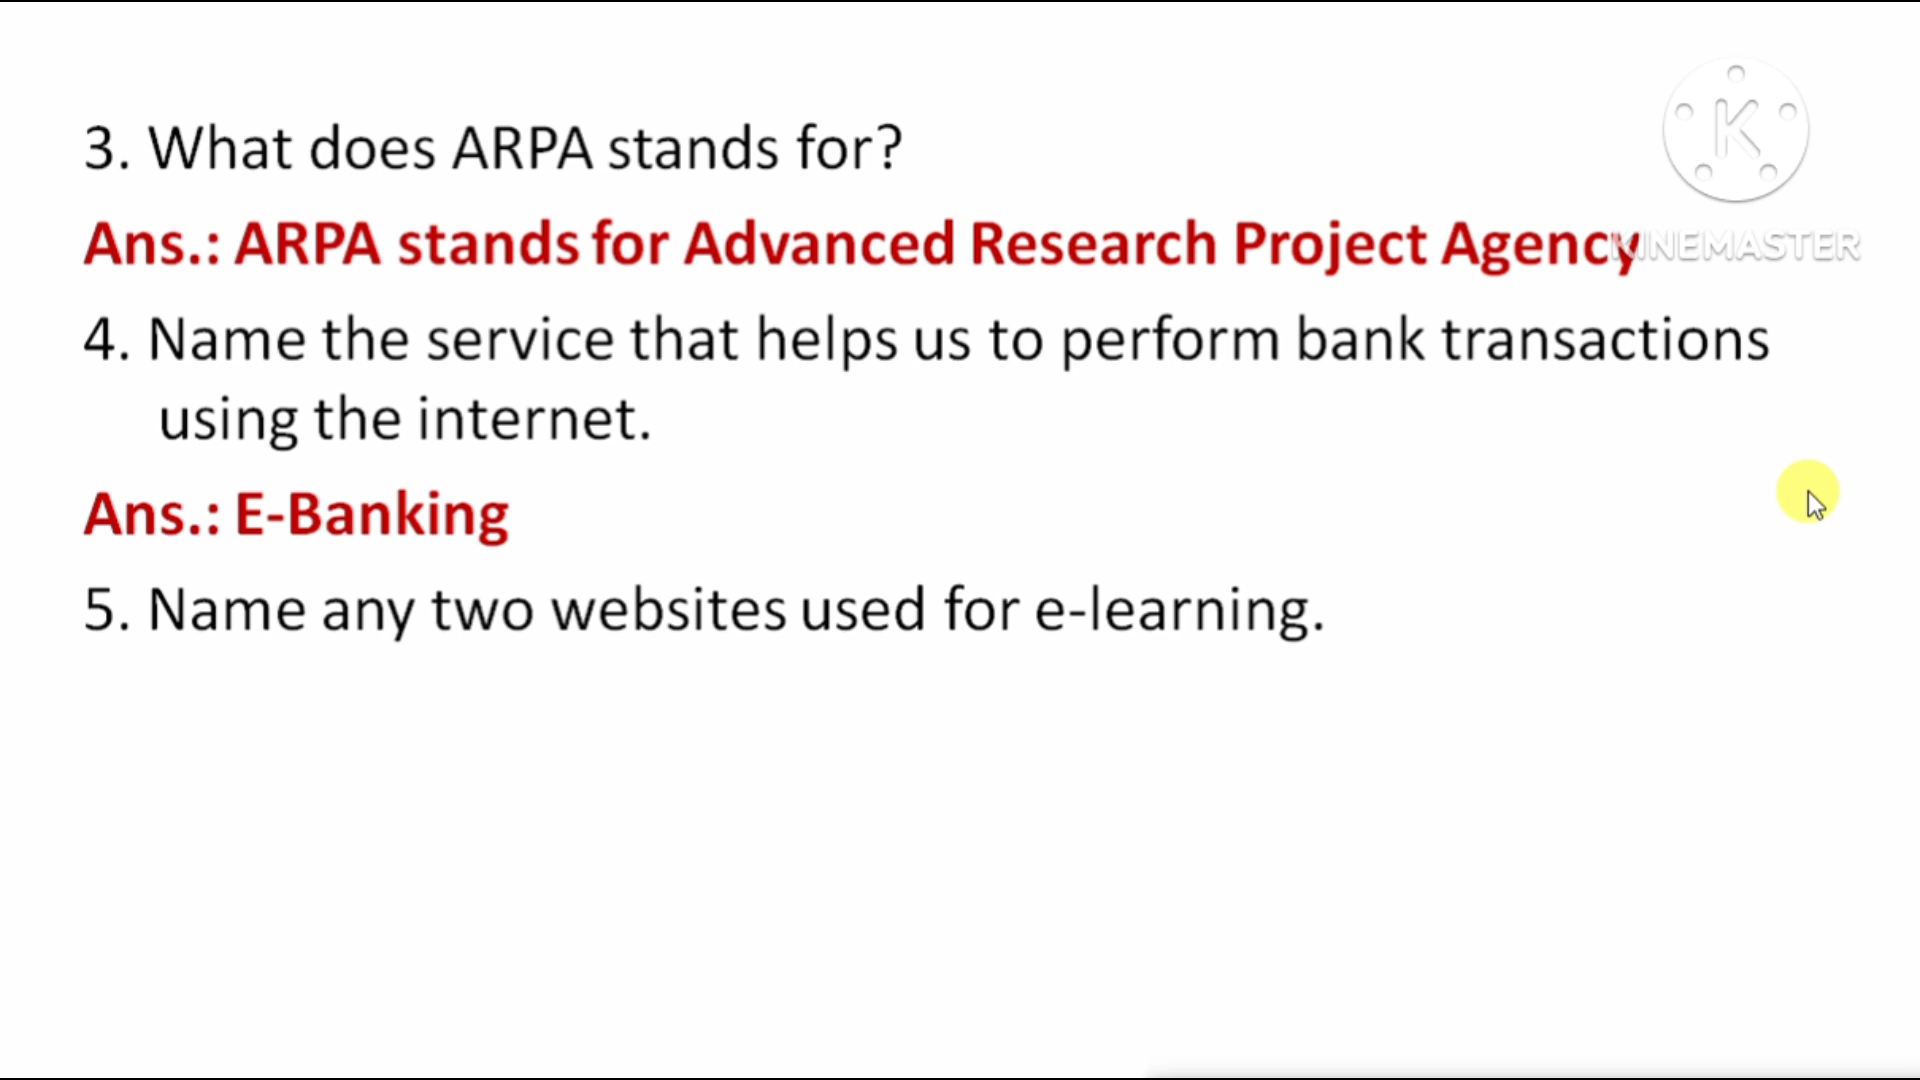 3. What does ARPA stands for?
Ans.: ARPA stands for Advanced Research Project Agency
KINEMASTER
4. Name the service that helps us to perform bank transactions
using the internet.
Ans.: E-Banking
5. Name any two websites used for e-learning.